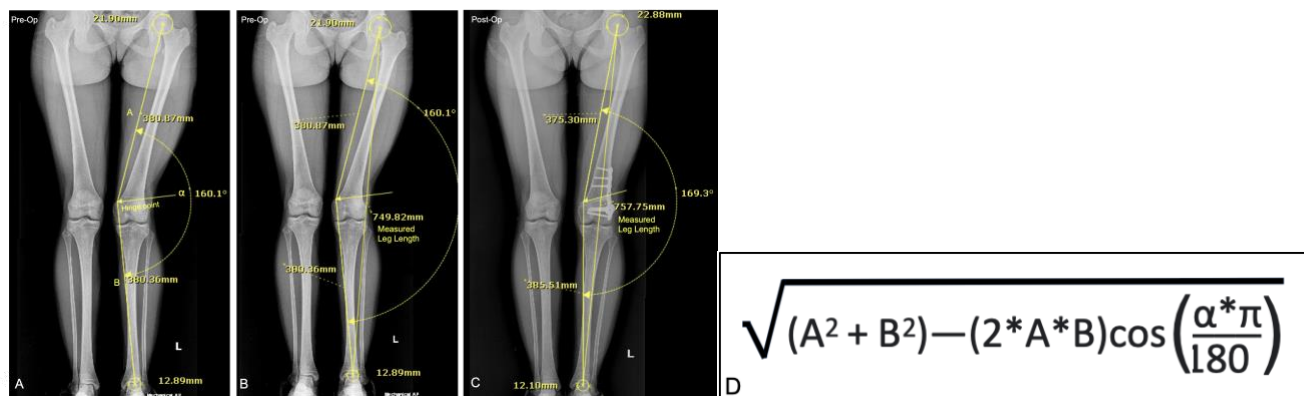 Pre-Op
21.90mm
A
380.87mm
α
160.1°
Hinge point
B
380.36mm
L
12.89mm
A
Pre-Op
21.90mm
160.1°
380.87mm
749.82mm
Measured
Leg Length
380.36mm
L
12.89mm
B
Post-Op
22.88mm
375.30mm
169.3°
757.75mm
Measured
Leg Length
385.51mm
L
12.10mm
C
√(A² + B²)—(2*A*B)cos(α*π/180)
D